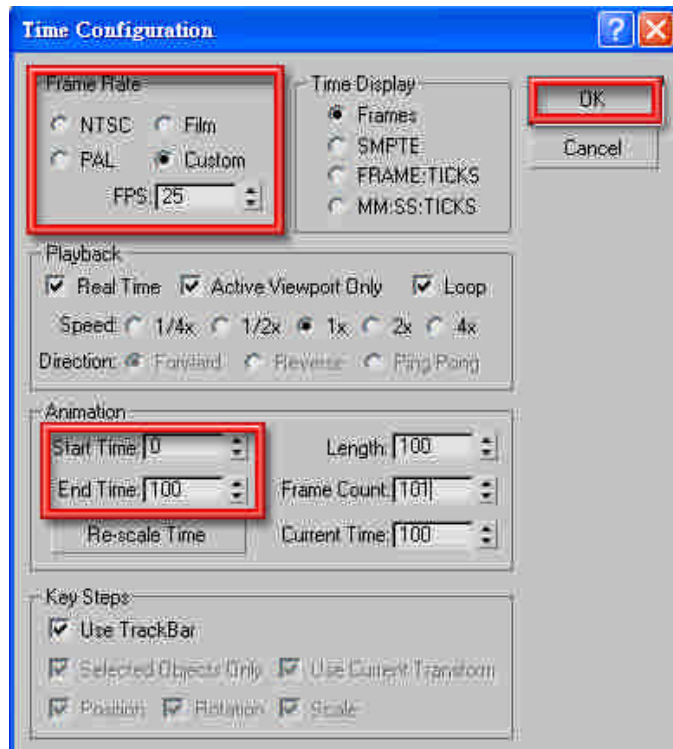 Time Configuration
Frame Rate
NTSC Film
PAL Custom
FPS: 25
Time Display
Frames
SMPTE
FRAME:TICKS
MM:SS:TICKS
OK
Cancel
Playback
Real Time Active Viewport Only Loop
Speed: 1/4x 1/2x 1x 2x 4x
Direction: Forward Reverse Ping Pong
Animation
Start Time: 0 Length: 100
End Time: 100 Frame Count: 101
Re-scale Time Current Time: 100
Key Steps
Use TrackBar
Selected Objects Only Use Current Transform
Position Rotation Scale